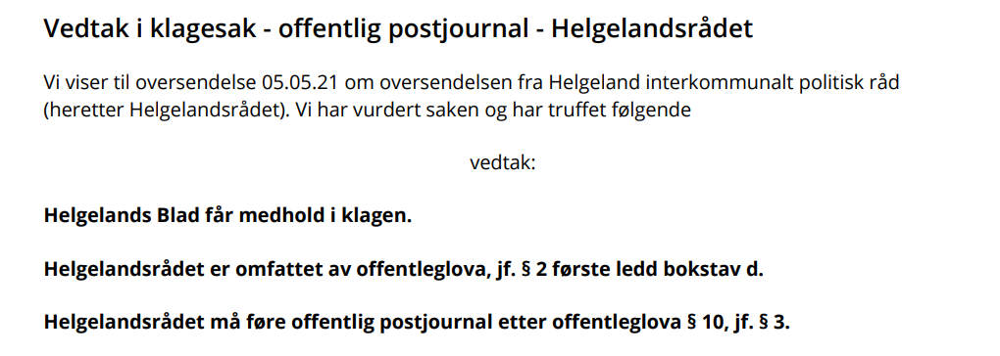 Vedtak i klagesak - offentlig postjournal - Helgelandsrådet
Vi viser til oversendelse 05.05.21 om oversendelsen fra Helgeland interkommunalt politisk råd
(heretter Helgelandsrådet). Vi har vurdert saken og har truffet følgende
vedtak:
Helgelands Blad får medhold i klagen.
Helgelandsrådet er omfattet av offentleglova, jf. § 2 første ledd bokstav d.
Helgelandsrådet må føre offentlig postjournal etter offentleglova § 10, jf. § 3.